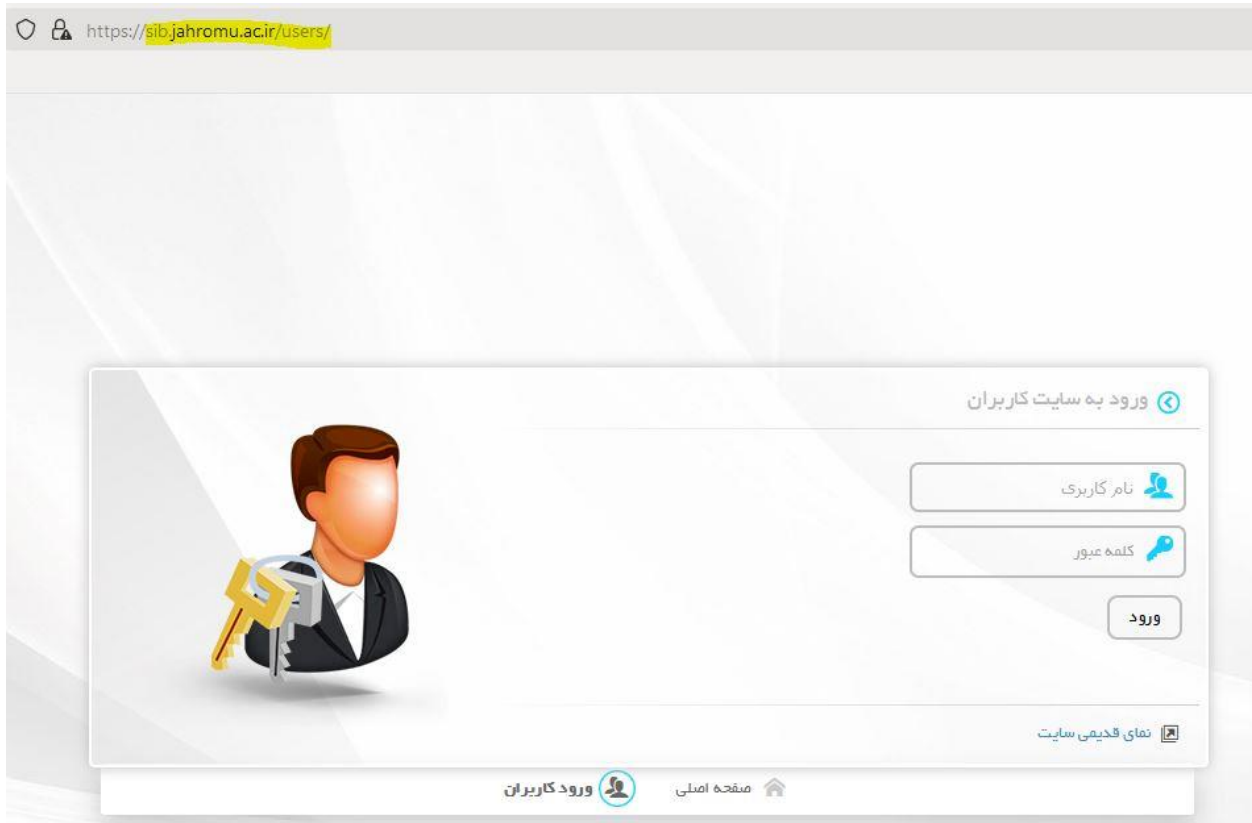 https://sib.jahromu.ac.ir/users/
ورود به سایت کاربران
نام کاربری
کلمه عبور
ورود
نمای قدیمی سایت
صفحه اصلی ورود کاربران